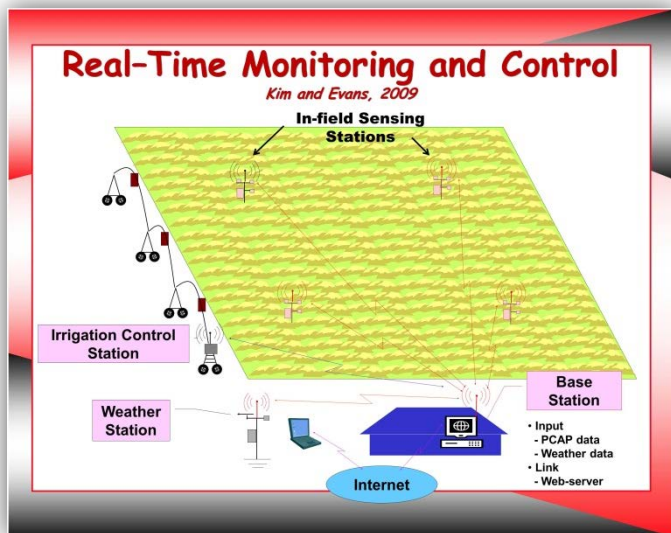 Real-Time Monitoring and Control
Kim and Evans, 2009
In-field Sensing
Stations
Irrigation Control
Station
Weather
Station
Base
Station
• Input
- PCAP data
- Weather data
• Link
- Web-server
Internet